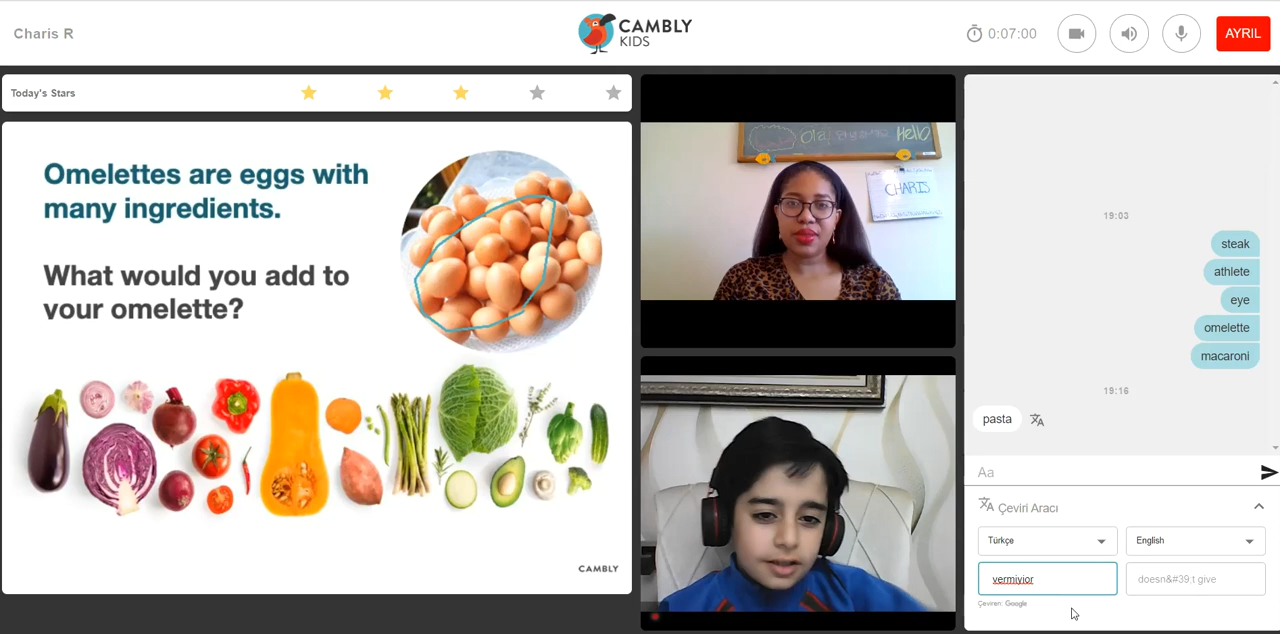 Charis R
CAMBLY
KIDS
0:07:00
AYRIL
Today's Stars
Omelettes are eggs with
many ingredients.
What would you add to
your omelette?
CAMBLY
Hello
CHARIS
19:03
steak
athlete
eye
omelette
macaroni
19:16
pasta
Aa
Çeviri Aracı
Türkçe
English
vermiyior
doesn&#39;t give
Çeviren: Google